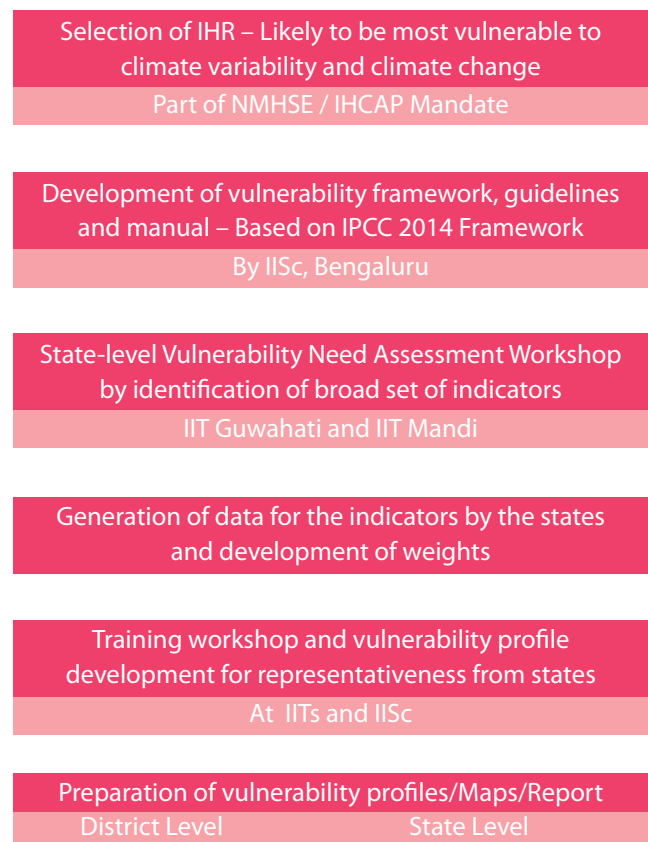 Selection of IHR – Likely to be most vulnerable to
climate variability and climate change
Part of NMHSE / IHCAP Mandate
Development of vulnerability framework, guidelines
and manual – Based on IPCC 2014 Framework
By IISc, Bengaluru
State-level Vulnerability Need Assessment Workshop
by identification of broad set of indicators
IIT Guwahati and IIT Mandi
Generation of data for the indicators by the states
and development of weights
Training workshop and vulnerability profile
development for representativeness from states
At IITs and IISc
Preparation of vulnerability profiles/Maps/Report
District Level State Level